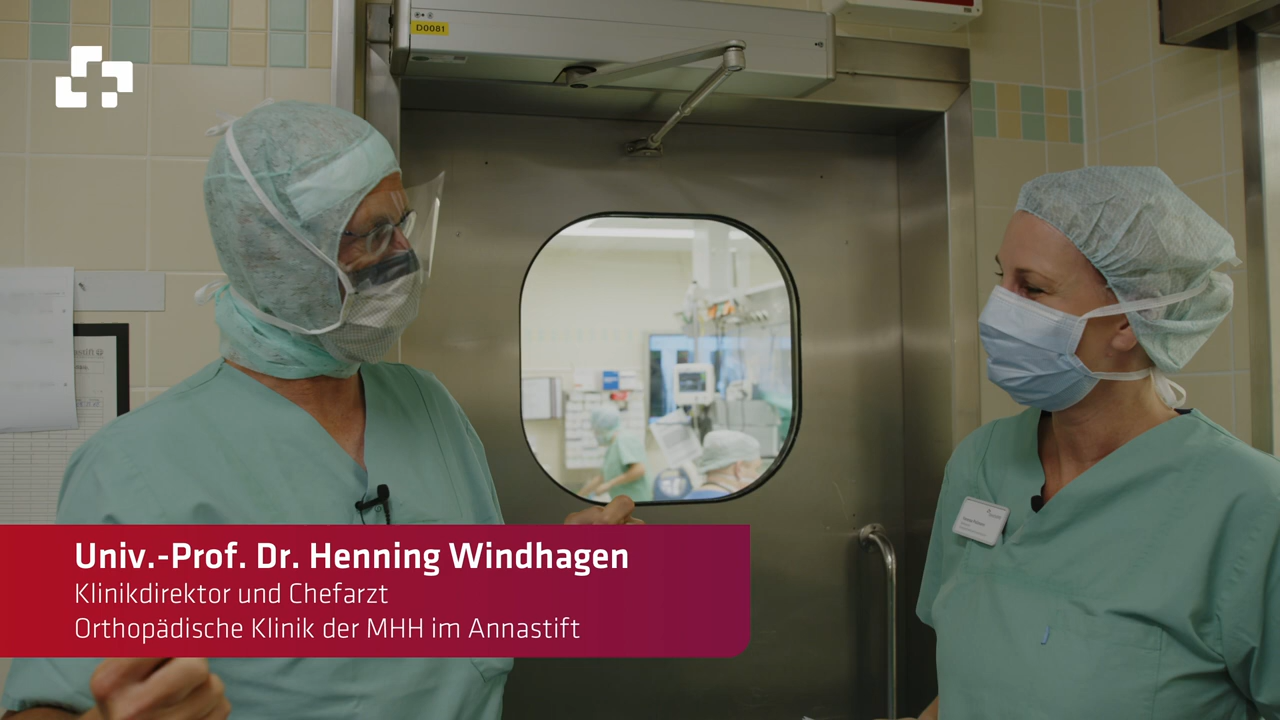 D0081
Univ.-Prof. Dr. Henning Windhagen
Klinikdirektor und Chefarzt
Orthopädische Klinik der MHH im Annastift